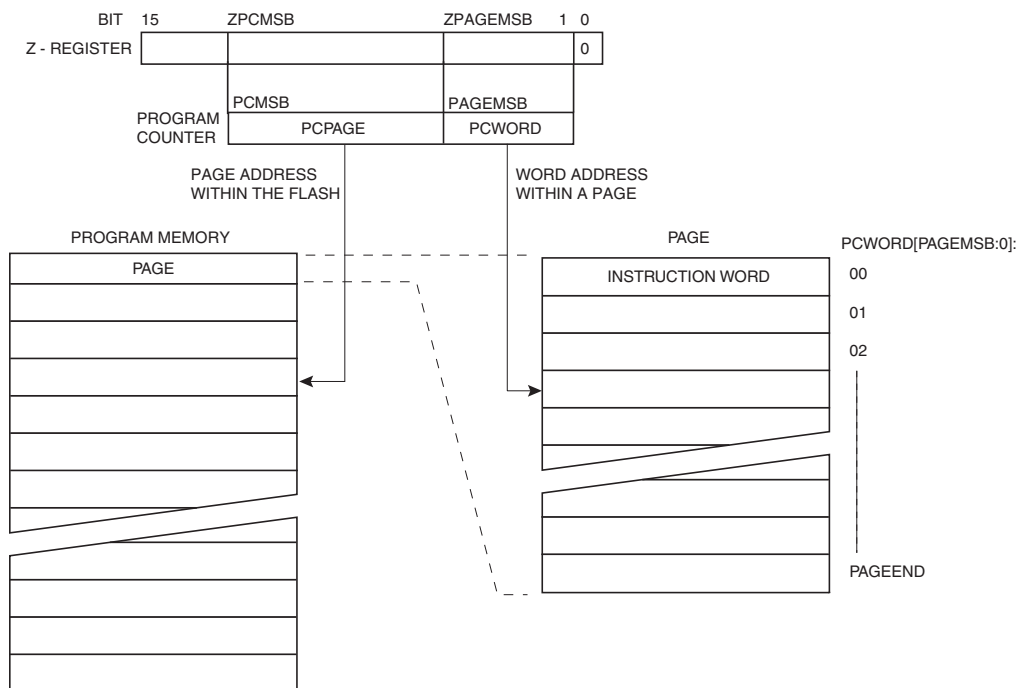 BIT 15 ZPCMSB ZPAGEMSB 1 0
Z - REGISTER 0
PCMSB PAGEMSB
PROGRAM
COUNTER
PCPAGE PCWORD
PAGE ADDRESS
WITHIN THE FLASH
WORD ADDRESS
WITHIN A PAGE
PROGRAM MEMORY
PAGE
PAGE
PCWORD[PAGEMSB:0]:
INSTRUCTION WORD 00
01
02
PAGEEND